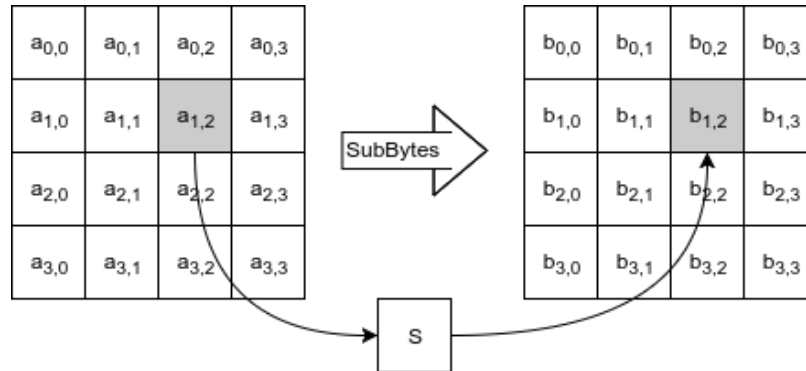 a0,0 a0,1 a0,2 a0,3 b0,0 b0,1 b0,2 b0,3
a1,0 a1,1 a1,2 a1,3 b1,0 b1,1 b1,2 b1,3
SubBytes
a2,0 a2,1 a2,2 a2,3 b2,0 b2,1 b2,2 b2,3
a3,0 a3,1 a3,2 a3,3 b3,0 b3,1 b3,2 b3,3
S